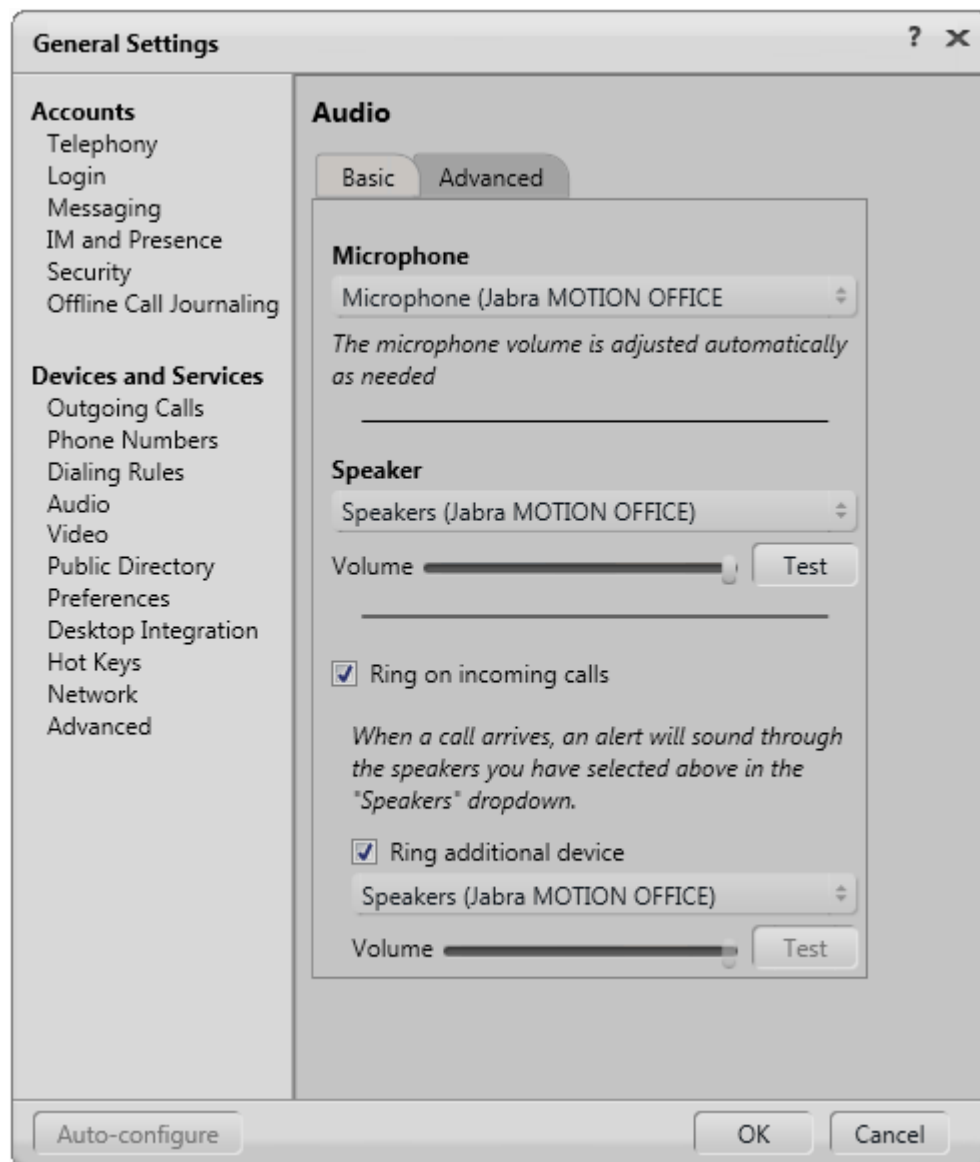 General Settings
?
Accounts
Telephony
Login
Messaging
IM and Presence
Security
Offline Call Journaling
Devices and Services
Outgoing Calls
Phone Numbers
Dialing Rules
Audio
Video
Public Directory
Preferences
Desktop Integration
Hot Keys
Network
Advanced
Audio
Basic
Advanced
Microphone
Microphone (Jabra MOTION OFFICE
The microphone volume is adjusted automatically
as needed
Speaker
Speakers (Jabra MOTION OFFICE)
Volume
Test
Ring on incoming calls
When a call arrives, an alert will sound through
the speakers you have selected above in the
"Speakers" dropdown.
Ring additional device
Speakers (Jabra MOTION OFFICE)
Volume
Test
Auto-configure
OK
Cancel